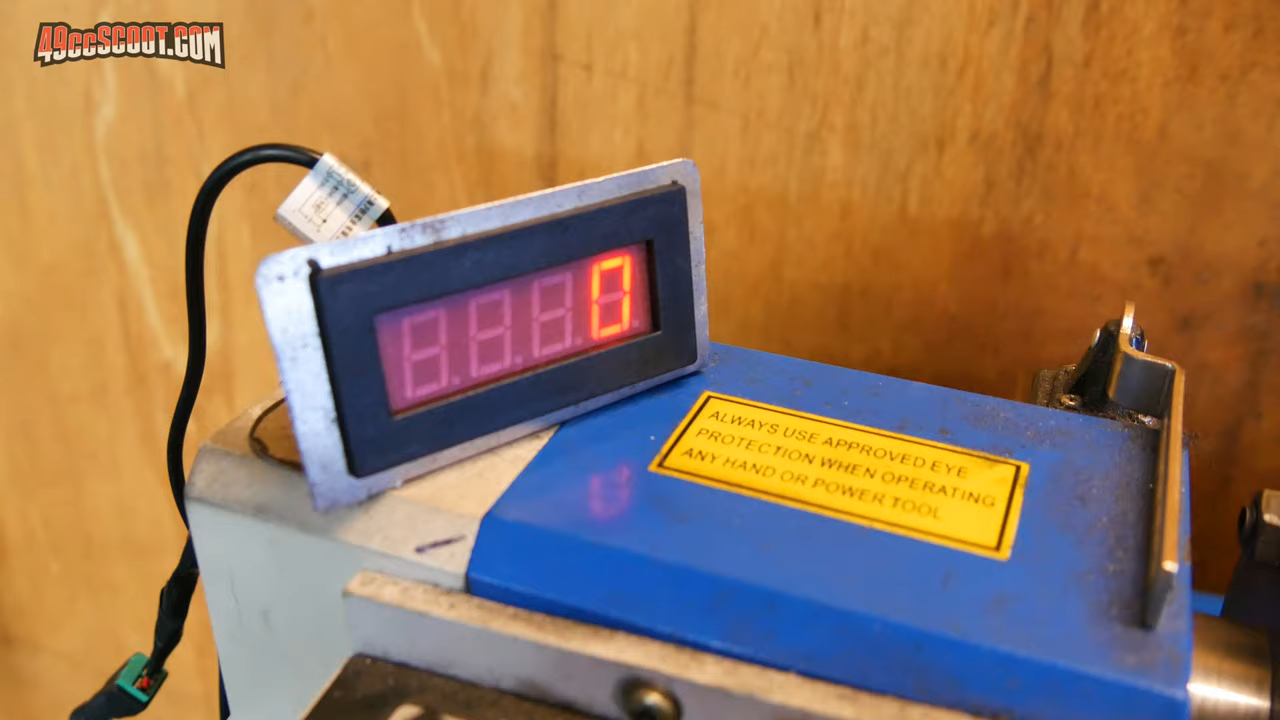 49ccSCOOT.COM
0
ALWAYS USE APPROVED EYE
PROTECTION WHEN OPERATING
ANY HAND OR POWER TOOL